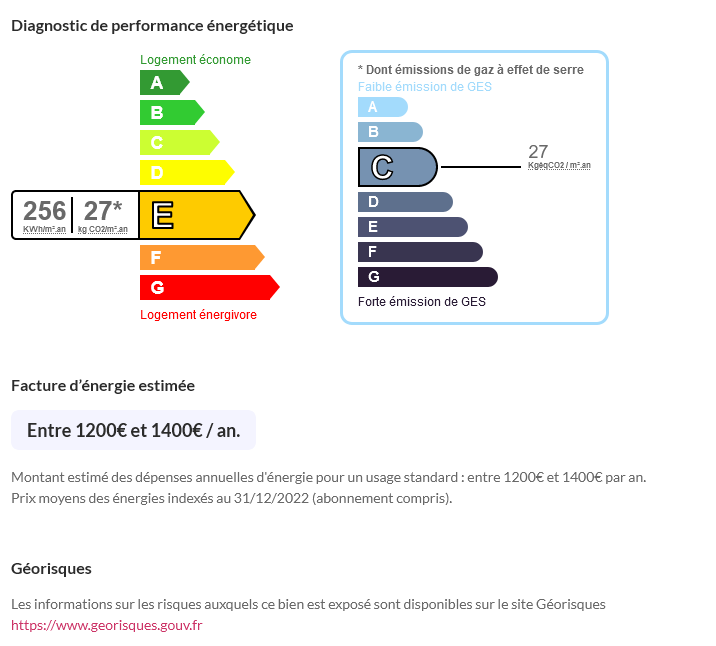 Diagnostic de performance énergétique
Logement économe
A
B
C
D
256 27* E
KWh/m².an kg CO2/m².an
F
G
Logement énergivore
* Dont émissions de gaz à effet de serre
Faible émission de GES
A
B
C 27
KgéqCO2 / m².an
D
E
F
G
Forte émission de GES
Facture d’énergie estimée
Entre 1200€ et 1400€ / an.
Montant estimé des dépenses annuelles d'énergie pour un usage standard : entre 1200€ et 1400€ par an.
Prix moyens des énergies indexés au 31/12/2022 (abonnement compris).
Géorisques
Les informations sur les risques auxquels ce bien est exposé sont disponibles sur le site Géorisques
https://www.georisques.gouv.fr